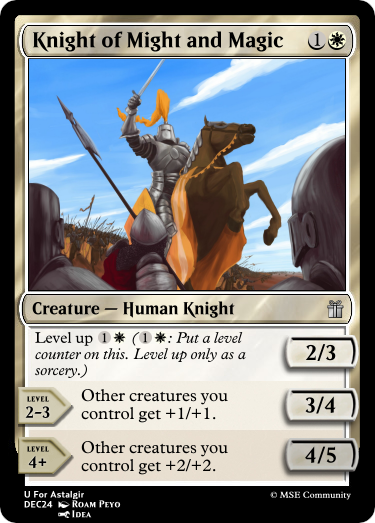 Knight of Might and Magic 1
Creature — Human Knight
Level up 1 (1: Put a level
counter on this. Level up only as a
sorcery.)
2/3
LEVEL
2-3
Other creatures you
control get +1/+1.
3/4
LEVEL
4+
Other creatures you
control get +2/+2.
4/5
U For Astalgir
DEC24 Roam Peyo
Idea
© MSE Community